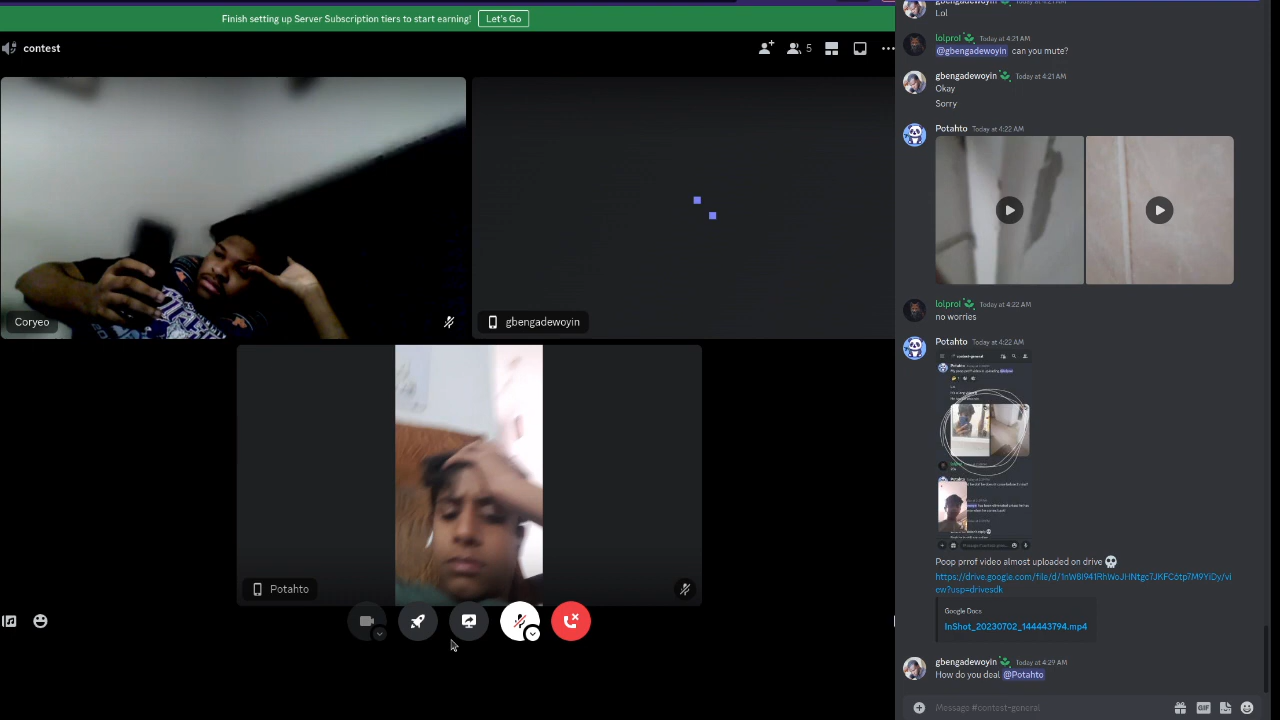 Finish setting up Server Subscription tiers to start earning! Let's Go
contest
5
Coryeo
gbengadewoyin
Potahto
Lol
lolprol Today at 4:21 AM
@gbengadewoyin can you mute?
gbengadewoyin Today at 4:21 AM
Okay
Sorry
Potahto Today at 4:22 AM
lolprol Today at 4:22 AM
no worries
Potahto Today at 4:22 AM
Poop prrof video almost uploaded on drive
Google Docs
InShot_20230702_144443794.mp4
gbengadewoyin Today at 4:29 AM
How do you deal @Potahto
Message #contest-general